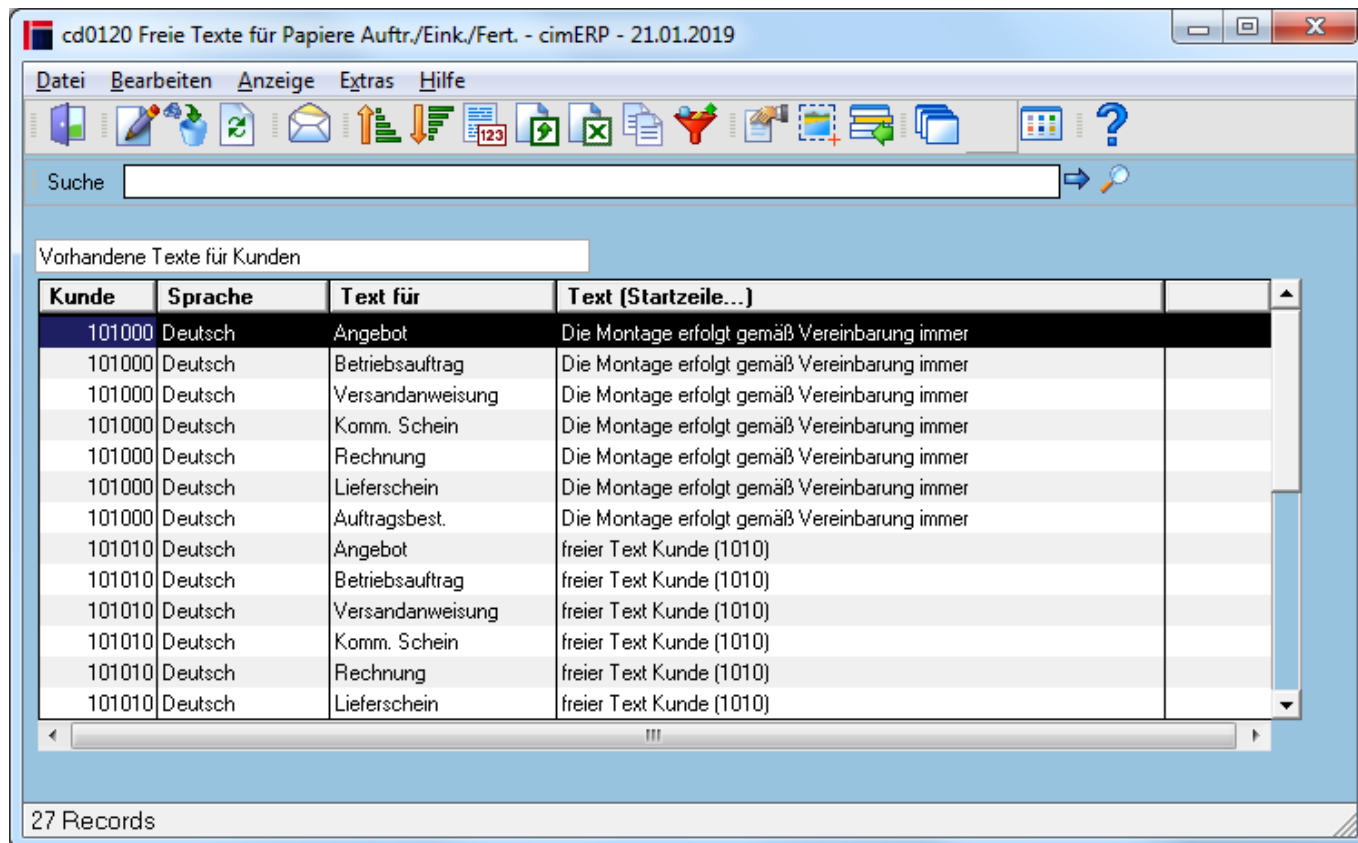 cd0120 Freie Texte für Papiere Auftr./Eink./Fert. - cimERP - 21.01.2019
Datei Bearbeiten Anzeige Extras Hilfe
123
Suche
Vorhandene Texte für Kunden
Kunde Sprache Text für Text (Startzeile...)
101000 Deutsch Angebot Die Montage erfolgt gemäß Vereinbarung immer
101000 Deutsch Betriebsauftrag Die Montage erfolgt gemäß Vereinbarung immer
101000 Deutsch Versandanweisung Die Montage erfolgt gemäß Vereinbarung immer
101000 Deutsch Komm. Schein Die Montage erfolgt gemäß Vereinbarung immer
101000 Deutsch Rechnung Die Montage erfolgt gemäß Vereinbarung immer
101000 Deutsch Lieferschein Die Montage erfolgt gemäß Vereinbarung immer
101000 Deutsch Auftragsbest. Die Montage erfolgt gemäß Vereinbarung immer
101010 Deutsch Angebot freier Text Kunde (1010)
101010 Deutsch Betriebsauftrag freier Text Kunde (1010)
101010 Deutsch Versandanweisung freier Text Kunde (1010)
101010 Deutsch Komm. Schein freier Text Kunde (1010)
101010 Deutsch Rechnung freier Text Kunde (1010)
101010 Deutsch Lieferschein freier Text Kunde (1010)
27 Records